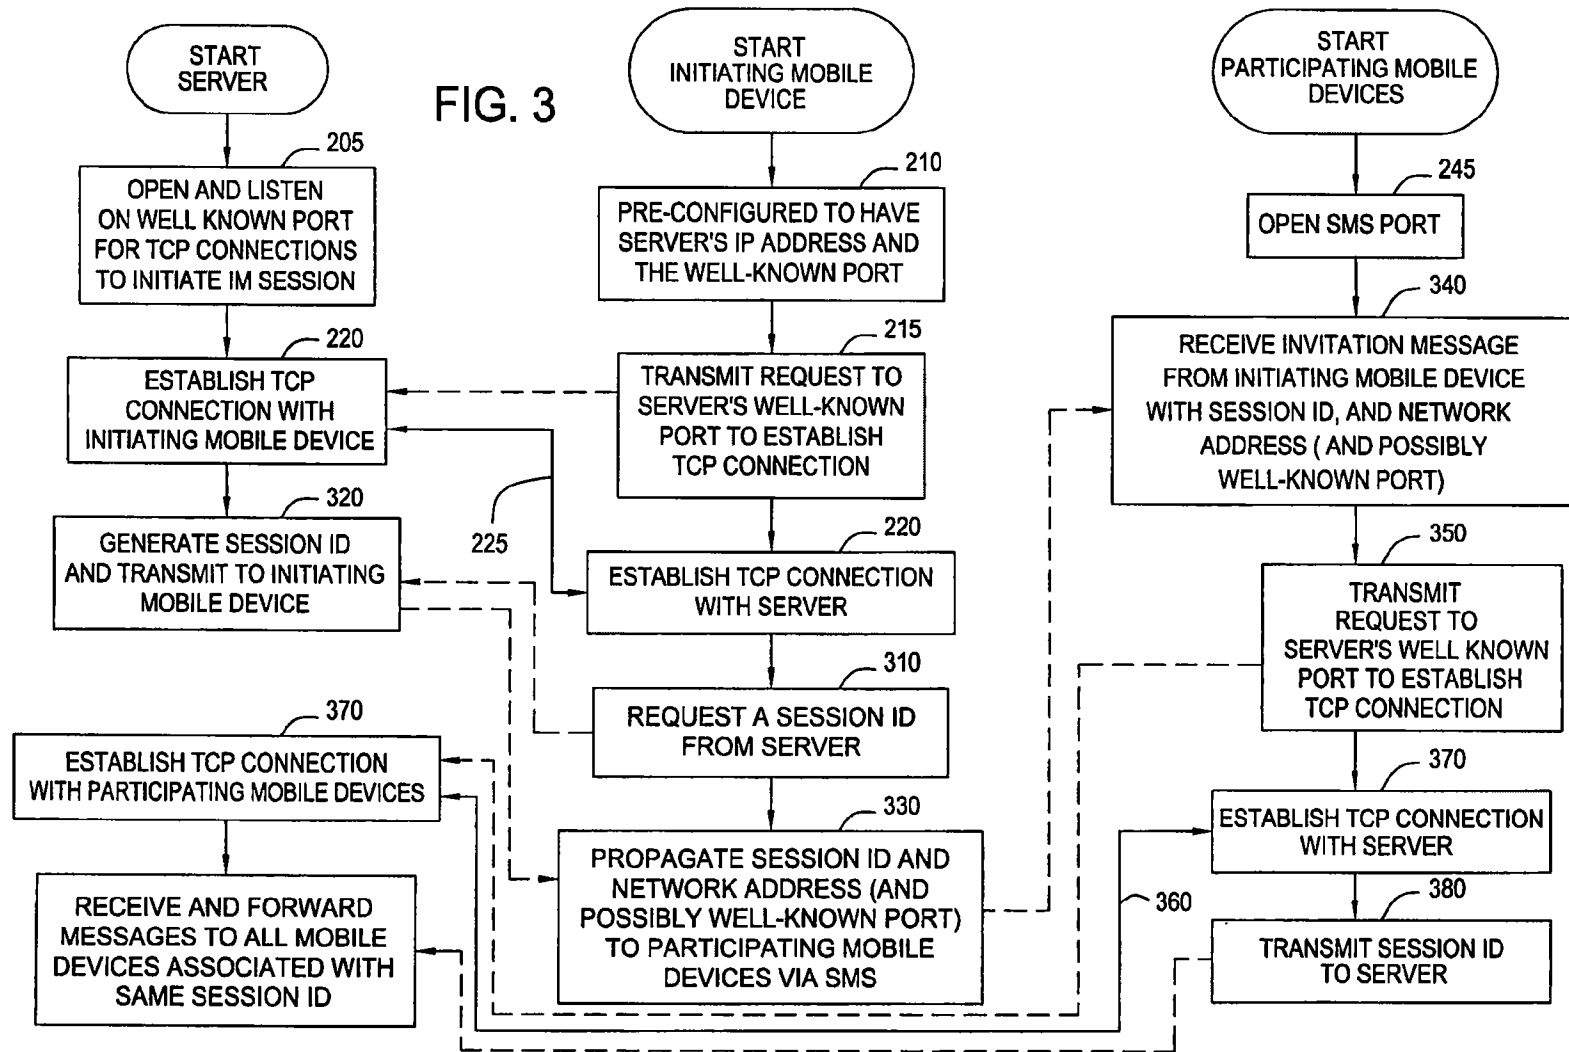 START
SERVER
FIG. 3
205
OPEN AND LISTEN
ON WELL KNOWN PORT
FOR TCP CONNECTIONS
TO INITIATE IM SESSION
220
ESTABLISH TCP
CONNECTION WITH
INITIATING MOBILE DEVICE
320
GENERATE SESSION ID
AND TRANSMIT TO INITIATING
MOBILE DEVICE
370
ESTABLISH TCP CONNECTION
WITH PARTICIPATING MOBILE DEVICES
RECEIVE AND FORWARD
MESSAGES TO ALL MOBILE
DEVICES ASSOCIATED WITH
SAME SESSION ID
START
INITIATING MOBILE
DEVICE
210
PRE-CONFIGURED TO HAVE
SERVER'S IP ADDRESS AND
THE WELL-KNOWN PORT
215
TRANSMIT REQUEST TO
SERVER'S WELL-KNOWN
PORT TO ESTABLISH
TCP CONNECTION
225
220
ESTABLISH TCP CONNECTION
WITH SERVER
310
REQUEST A SESSION ID
FROM SERVER
330
PROPAGATE SESSION ID AND
NETWORK ADDRESS (AND
POSSIBLY WELL-KNOWN PORT)
TO PARTICIPATING MOBILE
DEVICES VIA SMS
START
PARTICIPATING MOBILE
DEVICES
245
OPEN SMS PORT
340
RECEIVE INVITATION MESSAGE
FROM INITIATING MOBILE DEVICE
WITH SESSION ID, AND NETWORK
ADDRESS ( AND POSSIBLY
WELL-KNOWN PORT)
350
TRANSMIT
REQUEST TO
SERVER'S WELL KNOWN
PORT TO ESTABLISH
TCP CONNECTION
370
ESTABLISH TCP CONNECTION
WITH SERVER
360
380
TRANSMIT SESSION ID
TO SERVER